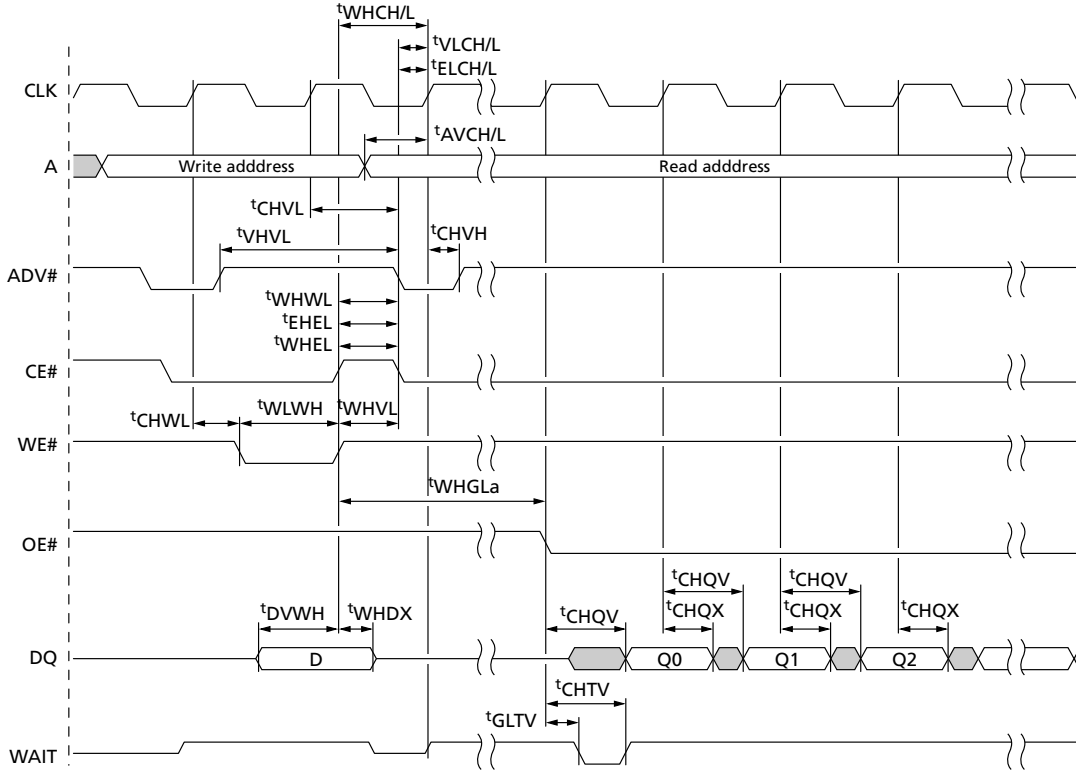 tWHCH/L
tVLCH/L
tELCH/L
CLK
tAVCH/L
A
Write adddress
Read adddress
tCHVL
tVHVL
tCHVH
ADV#
tWHWL
tEHEL
tWHEL
CE#
tCHWL
tWLWH
tWHVL
WE#
tWHGLa
OE#
tCHQV
tCHQV
tDVWH
tWHDX
tCHQV
tCHQX
tCHQX
tCHQX
DQ
D
Q0
Q1
Q2
tCHTV
tGLTV
WAIT